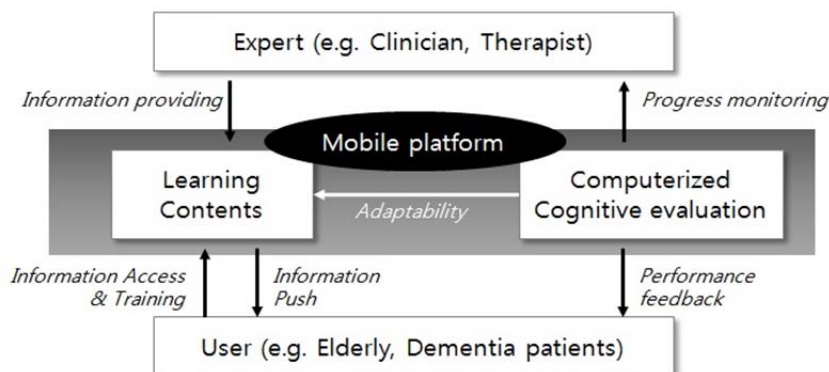 Expert (e.g. Clinician, Therapist)
Information providing
Progress monitoring
Mobile platform
Learning
Contents
Adaptability
Computerized
Cognitive evaluation
Information Access
& Training
Information
Push
Performance
feedback
User (e.g. Elderly, Dementia patients)